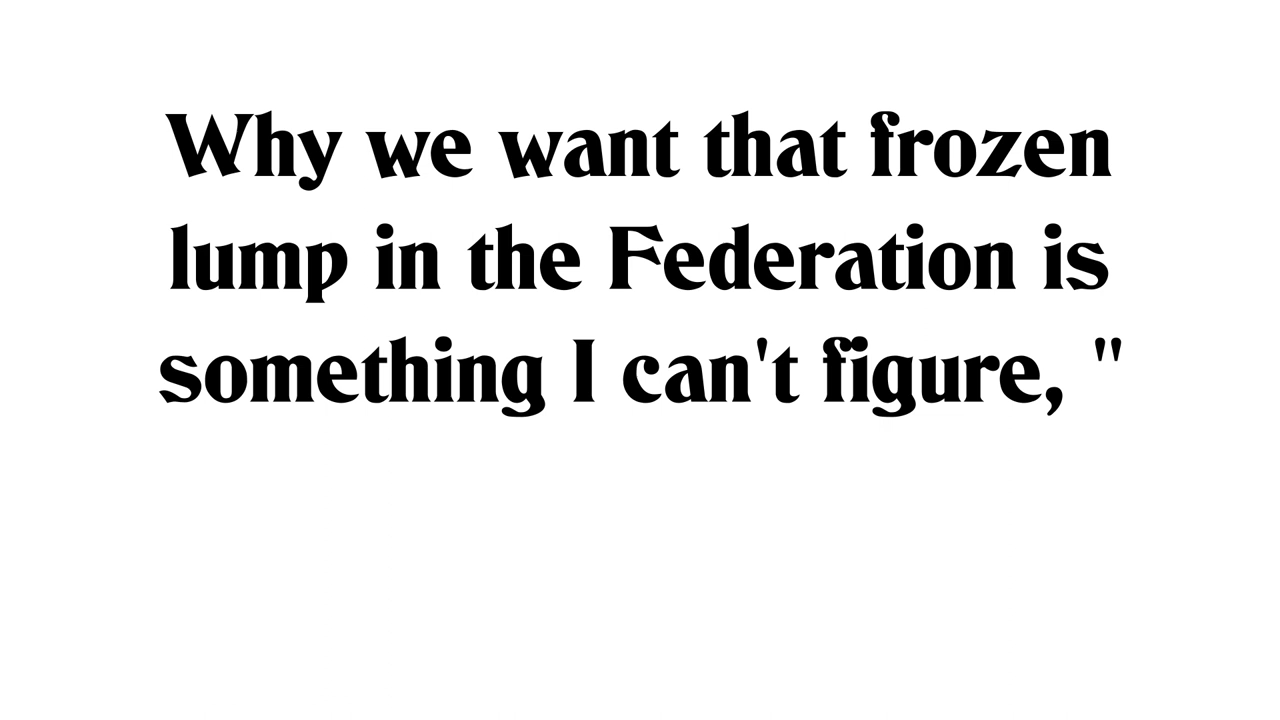 Why we want that frozen
lump in the Federation is
something I can't figure, "